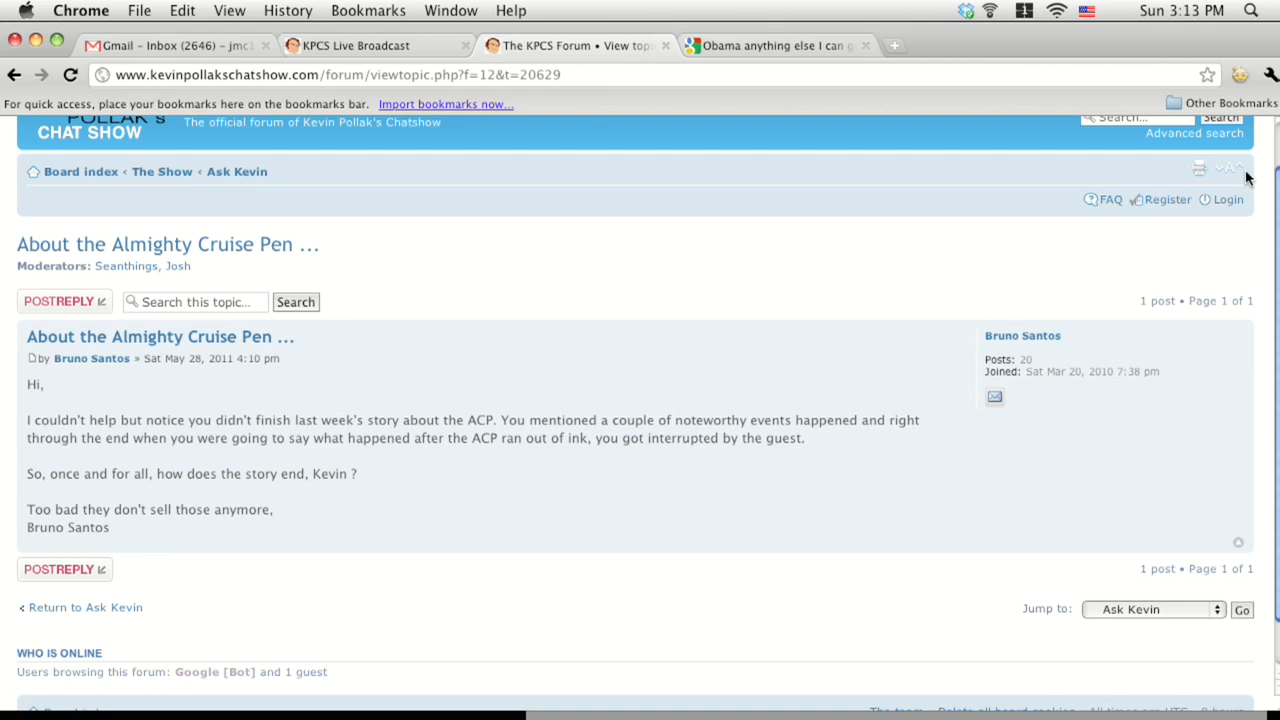 Chrome File Edit View History Bookmarks Window Help Sun 3:13 PM
Gmail – Inbox (2646) – jmc1 KPCS Live Broadcast The KPCS Forum • View topi Obama anything else I can g
www.kevinpollakschatshow.com/forum/viewtopic.php?f=12&t=20629
For quick access, place your bookmarks here on the bookmarks bar. Import bookmarks now... Other Bookmarks
POLLAK's The official forum of Kevin Pollak's Chatshow Search... Search
CHAT SHOW Advanced search
Board index ‹ The Show ‹ Ask Kevin A
FAQ Register Login
About the Almighty Cruise Pen ...
Moderators: Seanthings, Josh
POSTREPLY Search this topic... Search 1 post • Page 1 of 1
About the Almighty Cruise Pen ... Bruno Santos
by Bruno Santos » Sat May 28, 2011 4:10 pm Posts: 20
Joined: Sat Mar 20, 2010 7:38 pm
Hi,
I couldn't help but notice you didn't finish last week's story about the ACP. You mentioned a couple of noteworthy events happened and right
through the end when you were going to say what happened after the ACP ran out of ink, you got interrupted by the guest.
So, once and for all, how does the story end, Kevin ?
Too bad they don't sell those anymore,
Bruno Santos
POSTREPLY 1 post • Page 1 of 1
Return to Ask Kevin Jump to: Ask Kevin Go
WHO IS ONLINE
Users browsing this forum: Google [Bot] and 1 guest